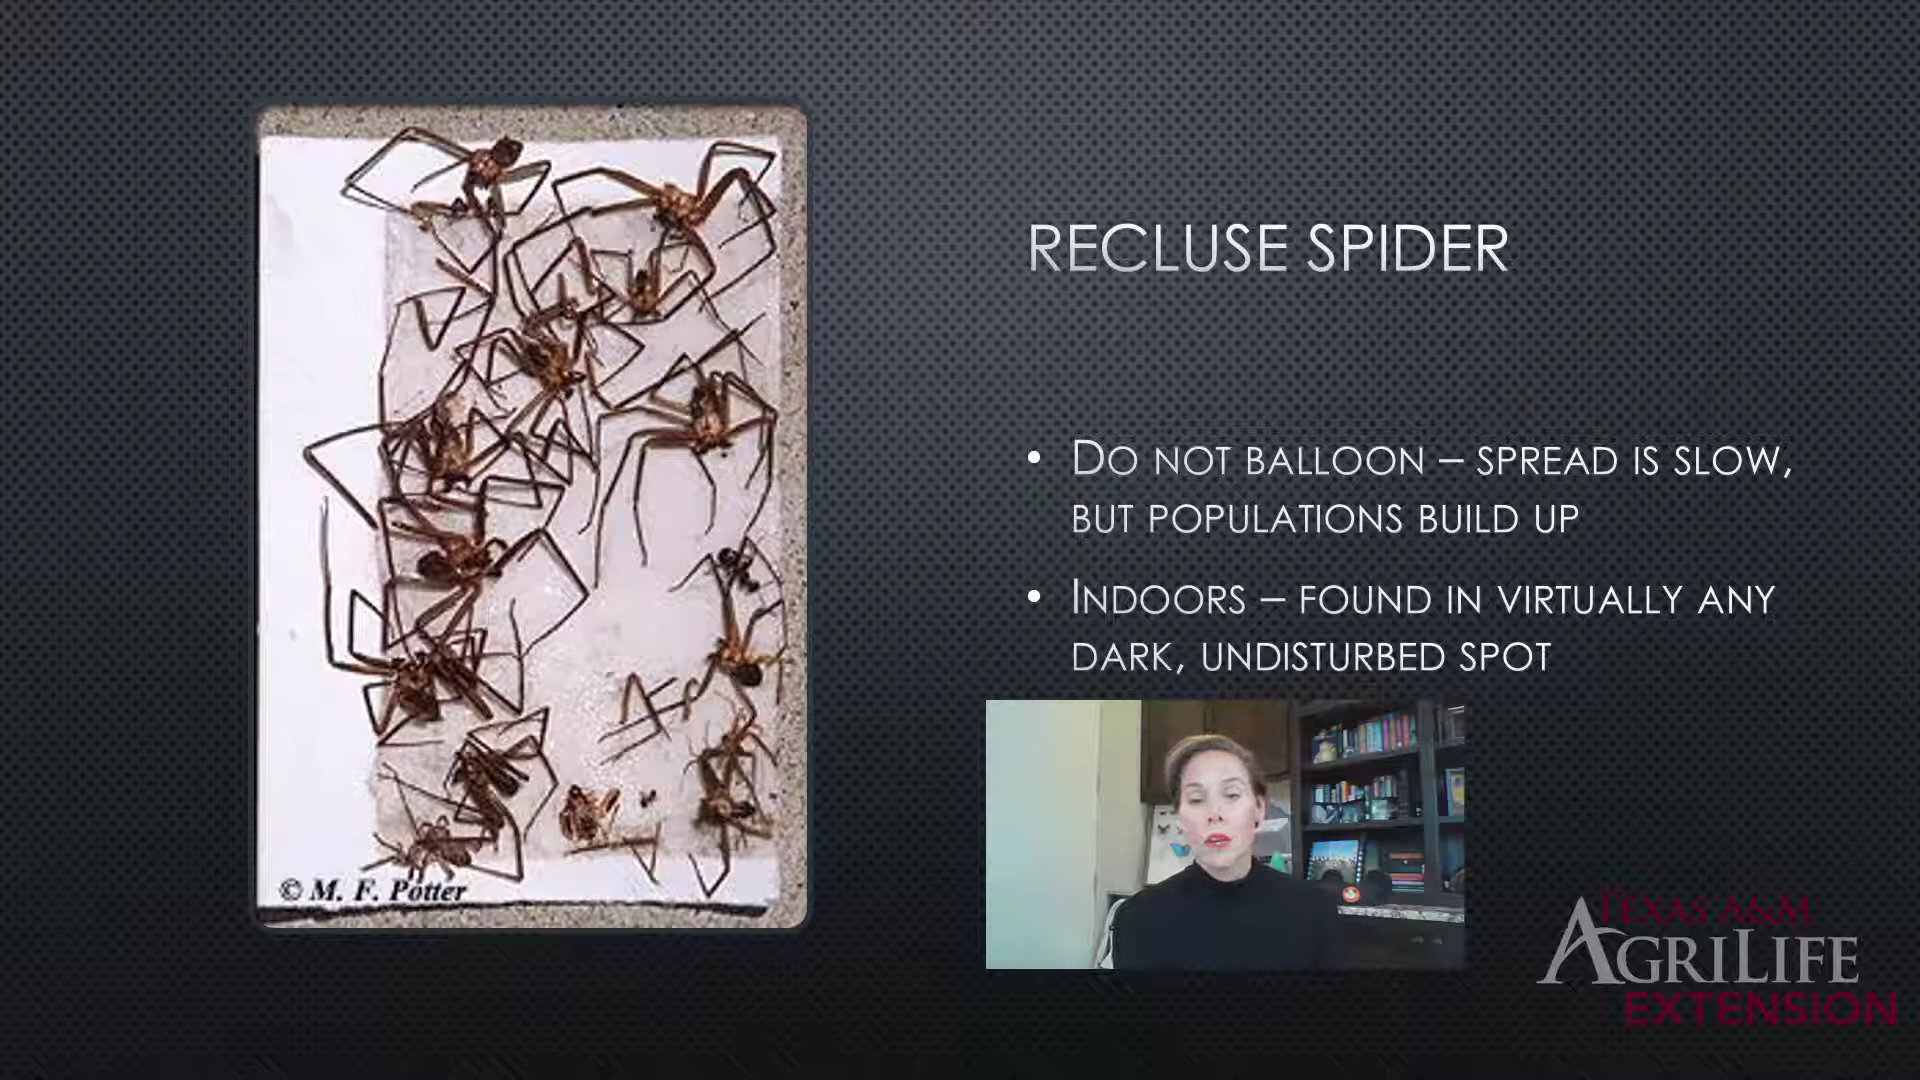 RECLUSE SPIDER
• DO NOT BALLOON – SPREAD IS SLOW,
BUT POPULATIONS BUILD UP
• INDOORS – FOUND IN VIRTUALLY ANY
DARK, UNDISTURBED SPOT
© M. F. Potter
TEXAS A&M
AGRILIFE
EXTENSION